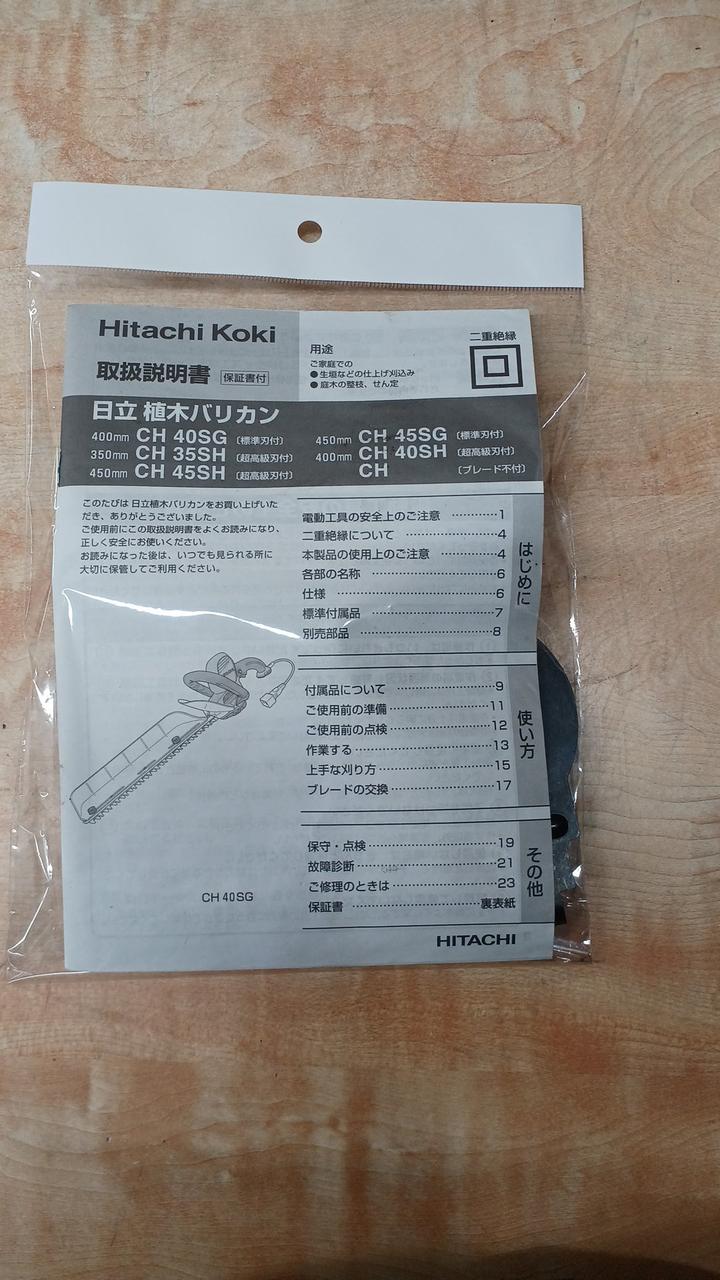 Hitachi Koki
取扱説明書 保証書付
用途
ご家庭での
●生垣などの仕上げ刈込み
●庭木の整枝、せん定
二重絶縁
日立 植木バリカン
400mm CH 40SG〔標準刃付〕
350mm CH 35SH〔超高級刃付〕
450mm CH 45SH〔超高級刃付〕
450mm CH 45SG〔標準刃付〕
400mm CH 40SH〔超高級刃付〕
CH〔ブレード不付〕
このたびは 日立植木バリカンをお買い上げいた
だき、ありがとうございました。
ご使用前にこの取扱説明書をよくお読みになり、
正しく安全にお使いください。
お読みになった後は、いつでも見られる所に
大切に保管してご利用ください。
CH 40SG
はじめに
電動工具の安全上のご注意 ………1
二重絶縁について ………4
本製品の使用上のご注意 ………4
各部の名称 ………6
仕様 ………6
標準付属品 ………7
別売部品 ………8
使い方
付属品について ………9
ご使用前の準備 ………11
ご使用前の点検 ………12
作業する ………13
上手な刈り方 ………15
ブレードの交換 ………17
その他
保守・点検 ………19
故障診断 ………21
ご修理のときは ………23
保証書 ………裏表紙
HITACHI